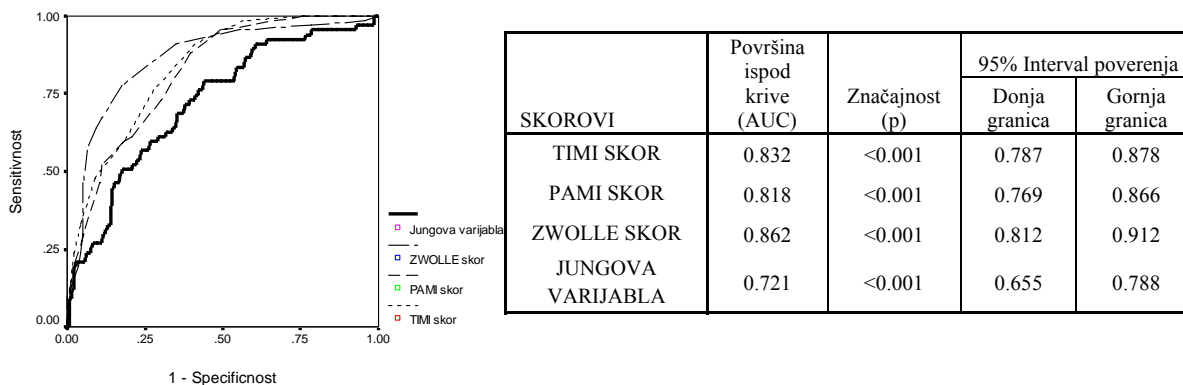 1.00
.75
.50
.25
0.00
0.00
.25
.50
.75
1.00
Sensitivnost
1 - Specificnost
Jungova varijabla
ZWOLLE skor
PAMI skor
TIMI skor
SKOROVI
Površina
ispod
krive
(AUC)
Značajnost
(p)
95% Interval poverenja
Donja
granica
Gornja
granica
TIMI SKOR 0.832 <0.001 0.787 0.878
PAMI SKOR 0.818 <0.001 0.769 0.866
ZWOLLE SKOR 0.862 <0.001 0.812 0.912
JUNGOVA
VARIJABLA 0.721 <0.001 0.655 0.788